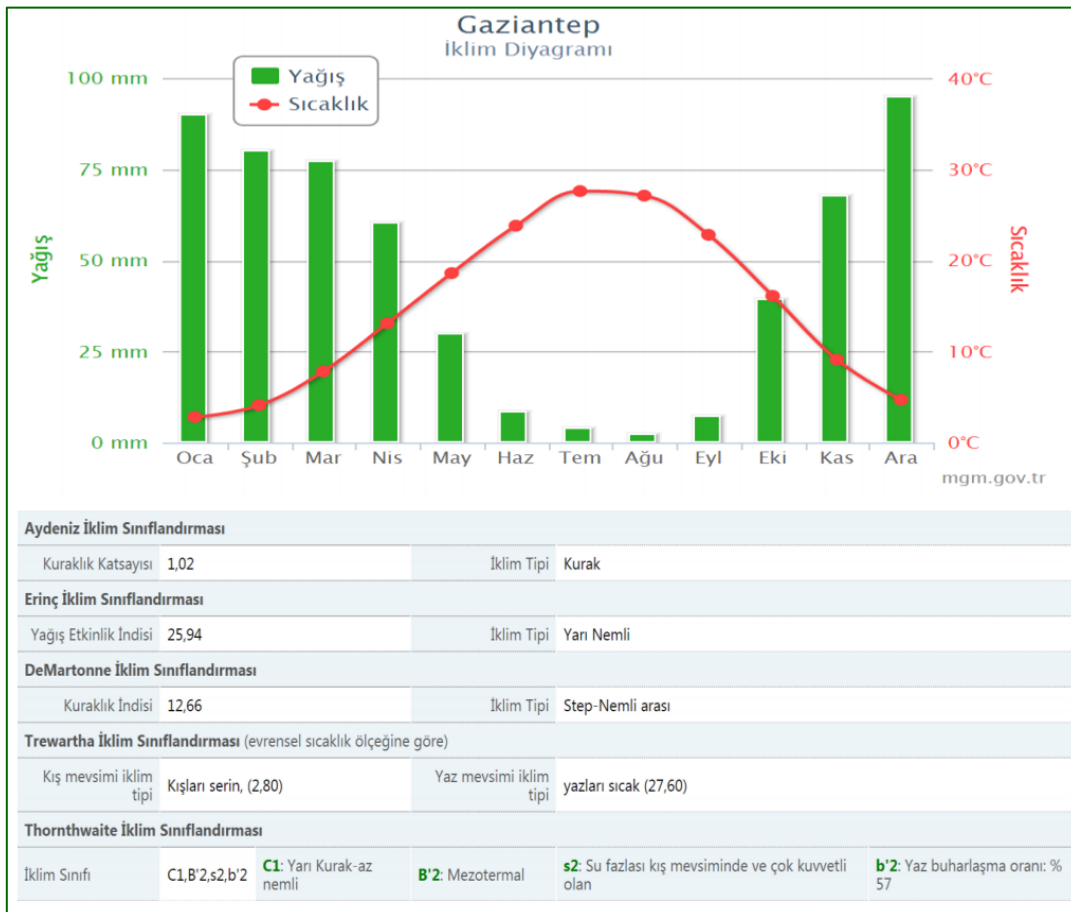 Gaziantep
İklim Diyagramı
100 mm
75 mm
50 mm
25 mm
0 mm
Yağış
Yağış
Sıcaklık
40°C
30°C
20°C
10°C
0°C
Sıcaklık
Oca Şub Mar Nis May Haz Tem Ağu Eyl Eki Kas Ara
mgm.gov.tr
Aydeniz İklim Sınıflandırması
Kuraklık Katsayısı 1,02 İklim Tipi Kurak
Erinç İklim Sınıflandırması
Yağış Etkinlik İndisi 25,94 İklim Tipi Yarı Nemli
DeMartonne İklim Sınıflandırması
Kuraklık İndisi 12,66 İklim Tipi Step-Nemli arası
Trewartha İklim Sınıflandırması (evrensel sıcaklık ölçeğine göre)
Kış mevsimi iklim
tipi
Kışları serin, (2,80)
Yaz mevsimi iklim
tipi
yazları sıcak (27,60)
Thornthwaite İklim Sınıflandırması
İklim Sınıfı
C1,B'2,s2,b'2
C1: Yarı Kurak-az
nemli
B'2: Mezotermal
s2: Su fazlası kış mevsiminde ve çok kuvvetli
olan
b'2: Yaz buharlaşma oranı: %
57